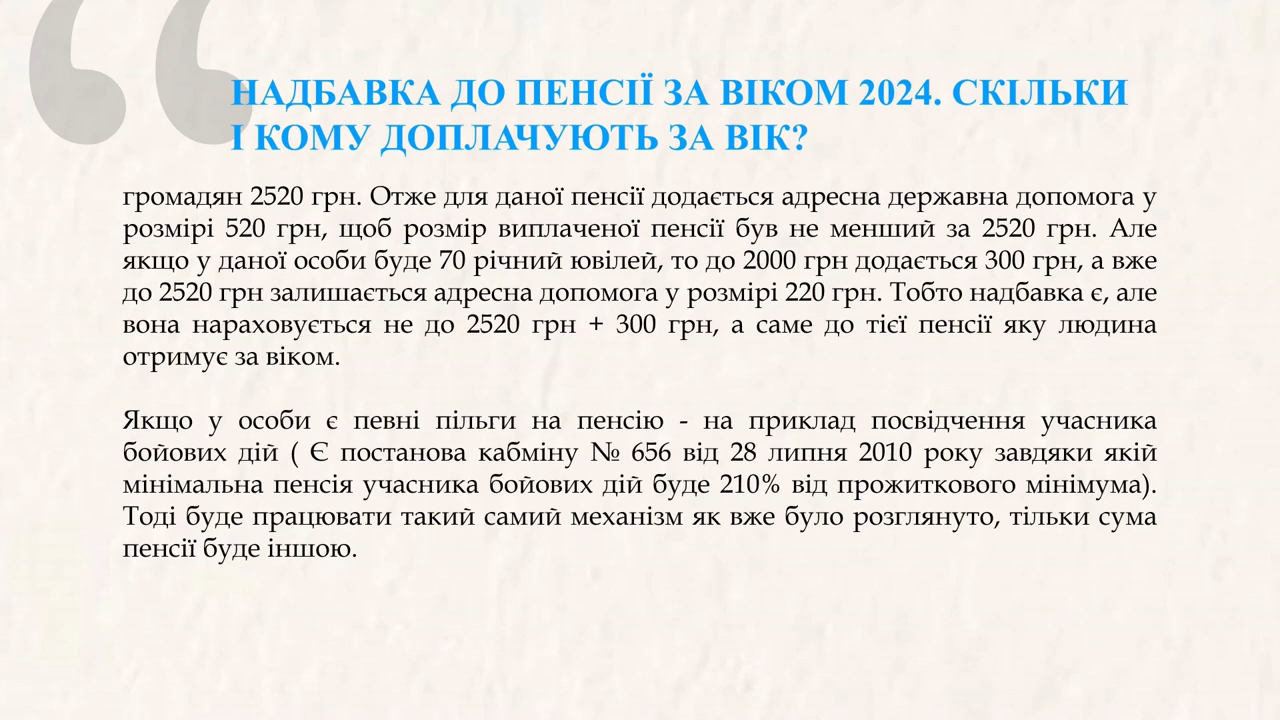 НАДБАВКА ДО ПЕНСІЇ ЗА ВІКОМ 2024. СКІЛЬКИ
І КОМУ ДОПЛАЧУЮТЬ ЗА ВІК?
громадян 2520 грн. Отже для даної пенсії додається адресна державна допомога у
розмірі 520 грн, щоб розмір виплаченої пенсії був не менший за 2520 грн. Але
якщо у даної особи буде 70 річний ювілей, то до 2000 грн додається 300 грн, а вже
до 2520 грн залишається адресна допомога у розмірі 220 грн. Тобто надбавка є, але
вона нараховується не до 2520 грн + 300 грн, а саме до тієї пенсії яку людина
отримує за віком.
Якщо у особи є певні пільги на пенсію - на приклад посвідчення учасника
бойових дій ( Є постанова кабміну № 656 від 28 липня 2010 року завдяки якій
мінімальна пенсія учасника бойових дій буде 210% від прожиткового мінімума).
Тоді буде працювати такий самий механізм як вже було розглянуто, тільки сума
пенсії буде іншою.